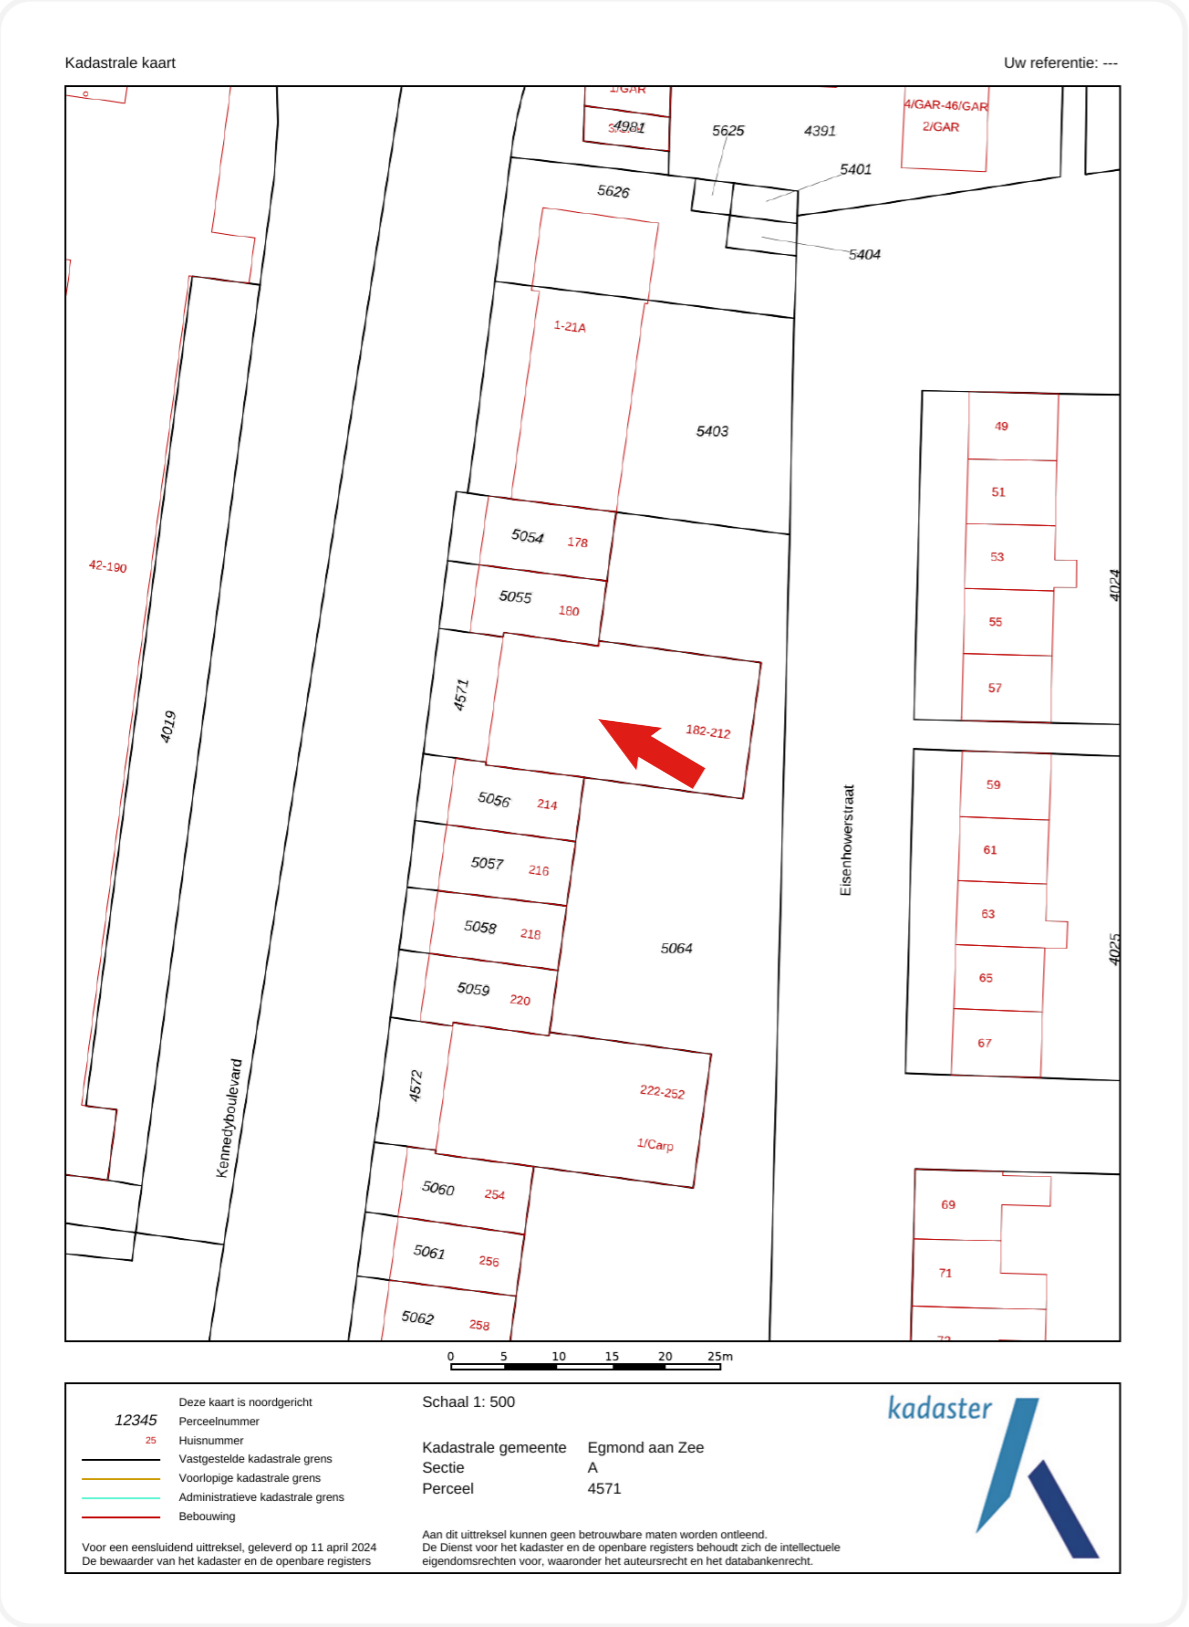 Kadastrale kaart
Uw referentie: ---
1/GAR
4981
5625
4391
4/GAR-46/GAR
2/GAR
5401
5626
5404
1-21A
5403
49
51
53
55
57
4024
42-190
5054 178
5055 180
4571
182-212
4019
5056 214
5057 216
5058 218
5059 220
5064
Eisenhowerstraat
59
61
63
65
67
4025
Kennedyboulevard
4572
222-252
1/Carp
5060 254
5061 256
5062 258
69
71
0 5 10 15 20 25m
Deze kaart is noordgericht
12345 Perceelnummer
25 Huisnummer
Vastgestelde kadastrale grens
Voorlopige kadastrale grens
Administratieve kadastrale grens
Bebouwing
Voor een eensluidend uittreksel, geleverd op 11 april 2024
De bewaarder van het kadaster en de openbare registers
Schaal 1: 500
Kadastrale gemeente Egmond aan Zee
Sectie A
Perceel 4571
Aan dit uittreksel kunnen geen betrouwbare maten worden ontleend.
De Dienst voor het kadaster en de openbare registers behoudt zich de intellectuele
eigendomsrechten voor, waaronder het auteursrecht en het databankenrecht.
kadaster